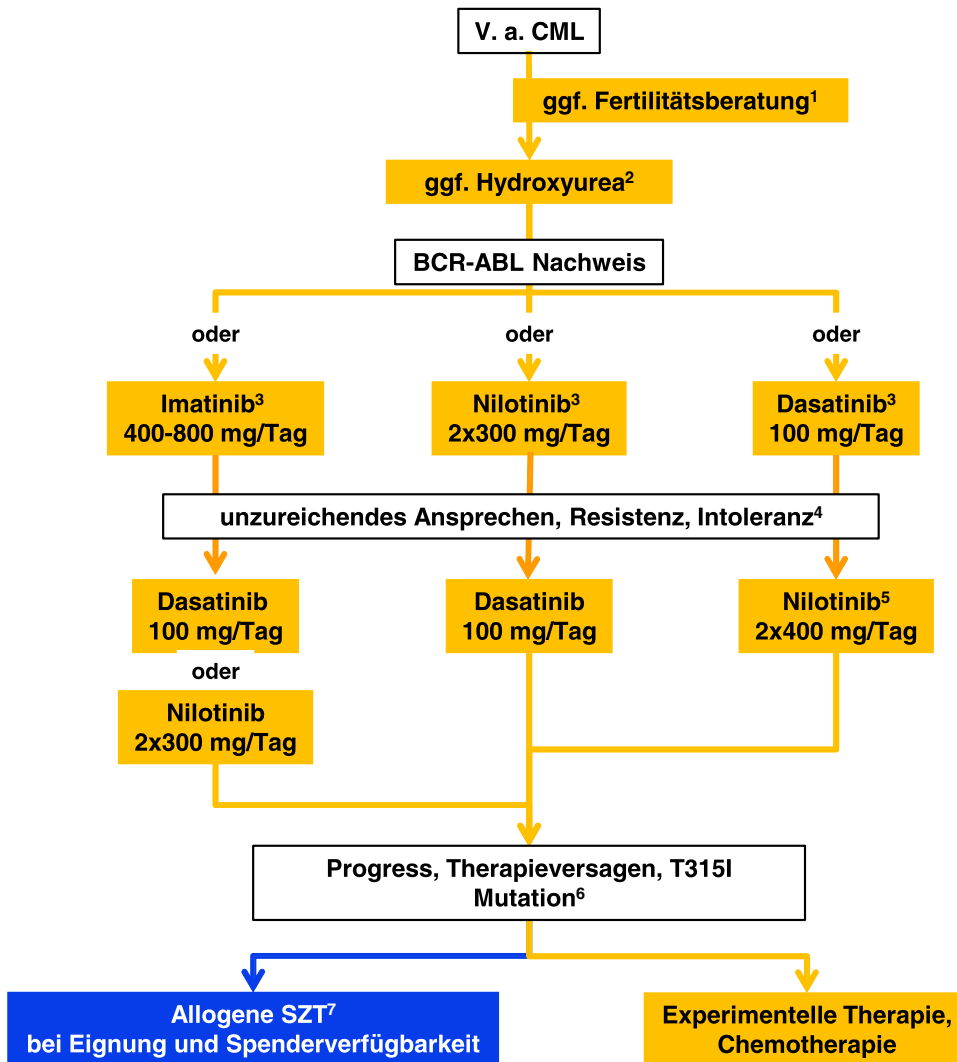 V. a. CML
ggf. Fertilitätsberatung¹
ggf. Hydroxyurea²
BCR-ABL Nachweis
oder
oder
oder
Imatinib³
400-800 mg/Tag
Nilotinib³
2x300 mg/Tag
Dasatinib³
100 mg/Tag
unzureichendes Ansprechen, Resistenz, Intoleranz⁴
Dasatinib
100 mg/Tag
oder
Nilotinib
2x300 mg/Tag
Dasatinib
100 mg/Tag
Nilotinib⁵
2x400 mg/Tag
Progress, Therapieversagen, T315I
Mutation⁶
Allogene SZT⁷
bei Eignung und Spenderverfügbarkeit
Experimentelle Therapie,
Chemotherapie